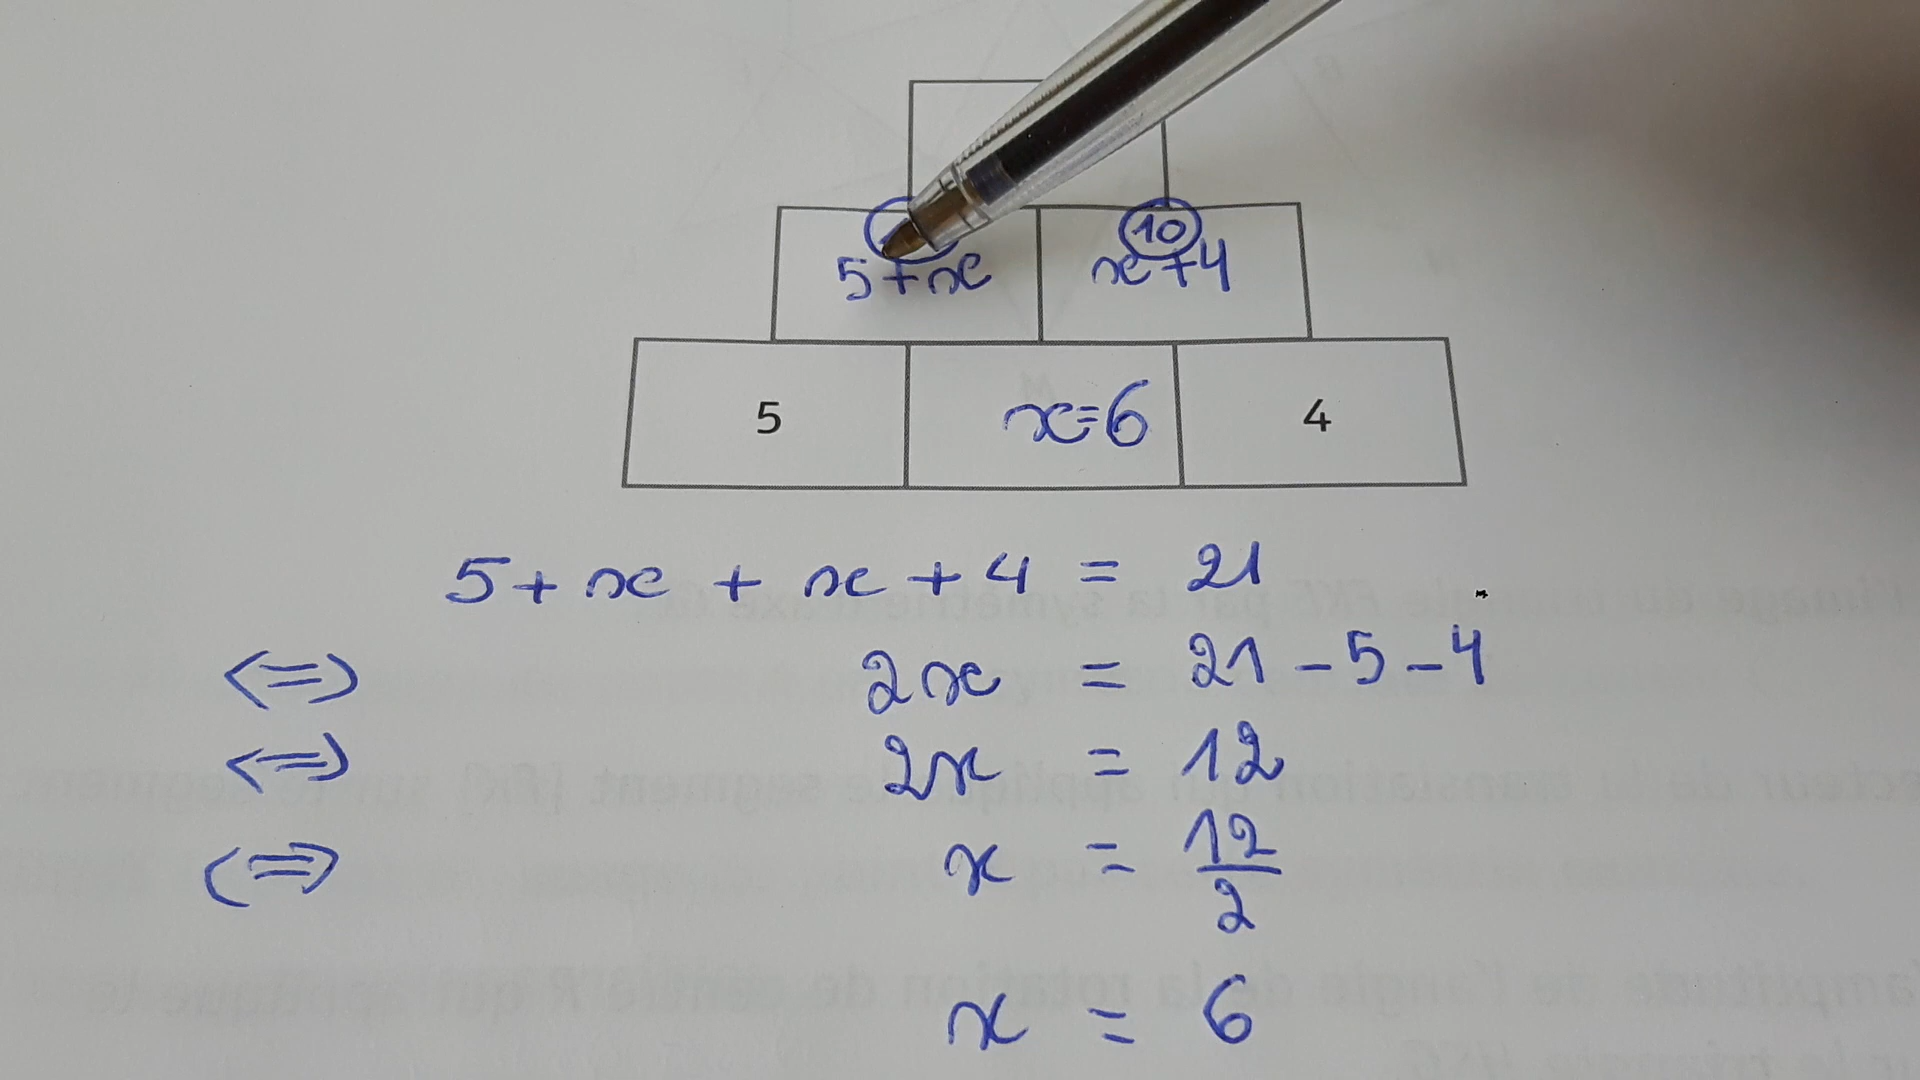 10
5+x
x+4
5
x=6
4
5 + x + x + 4 = 21
<=> 2x = 21 - 5 - 4
<=> 2x = 12
<=> x = 12/2
x = 6